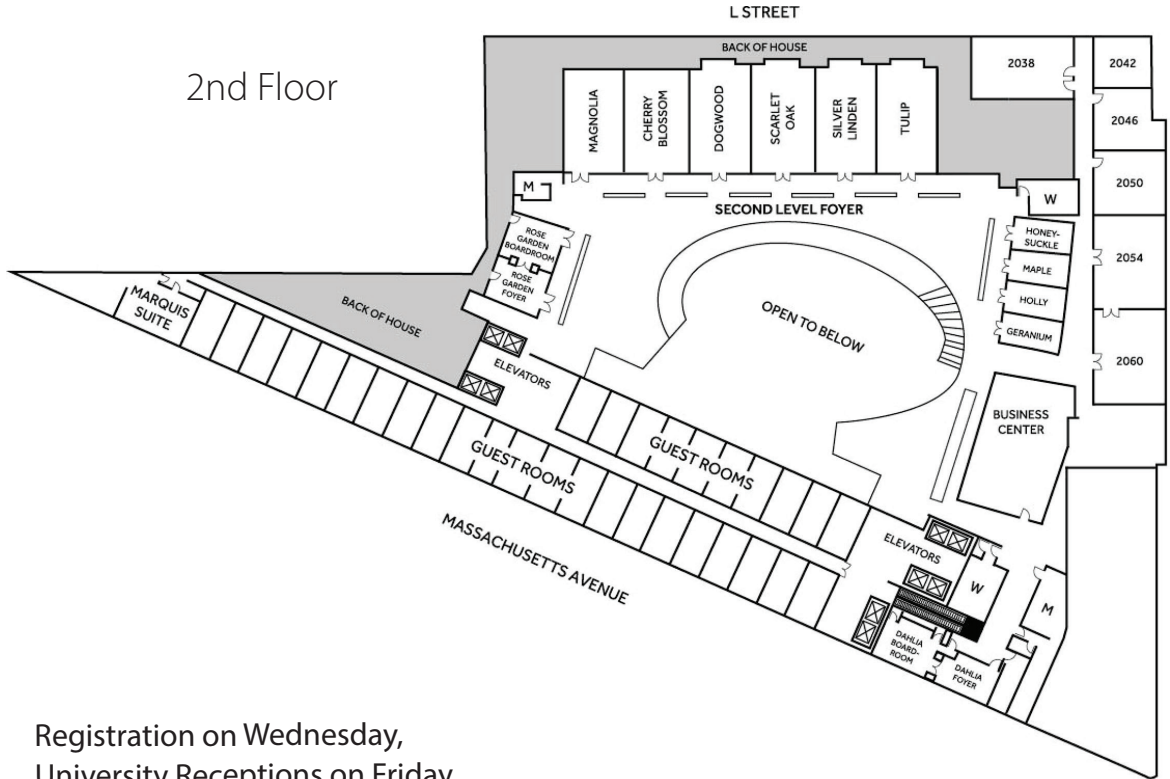 L STREET
2nd Floor
BACK OF HOUSE
2038
2042
2046
2050
2054
2060
MAGNOLIA
CHERRY
BLOSSOM
DOGWOOD
SCARLET
OAK
SILVER
LINDEN
TULIP
M
W
SECOND LEVEL FOYER
ROSE
GARDEN
BOARDROOM
ROSE
GARDEN
FOYER
HONEY-
SUCKLE
MAPLE
HOLLY
GERANIUM
MARQUIS
SUITE
BACK OF HOUSE
OPEN TO BELOW
ELEVATORS
BUSINESS
CENTER
GUEST ROOMS
GUEST ROOMS
MASSACHUSETTS AVENUE
ELEVATORS
W
M
DAHLIA
BOARD-
ROOM
DAHLIA
FOYER
Registration on Wednesday,
University Receptions on Friday